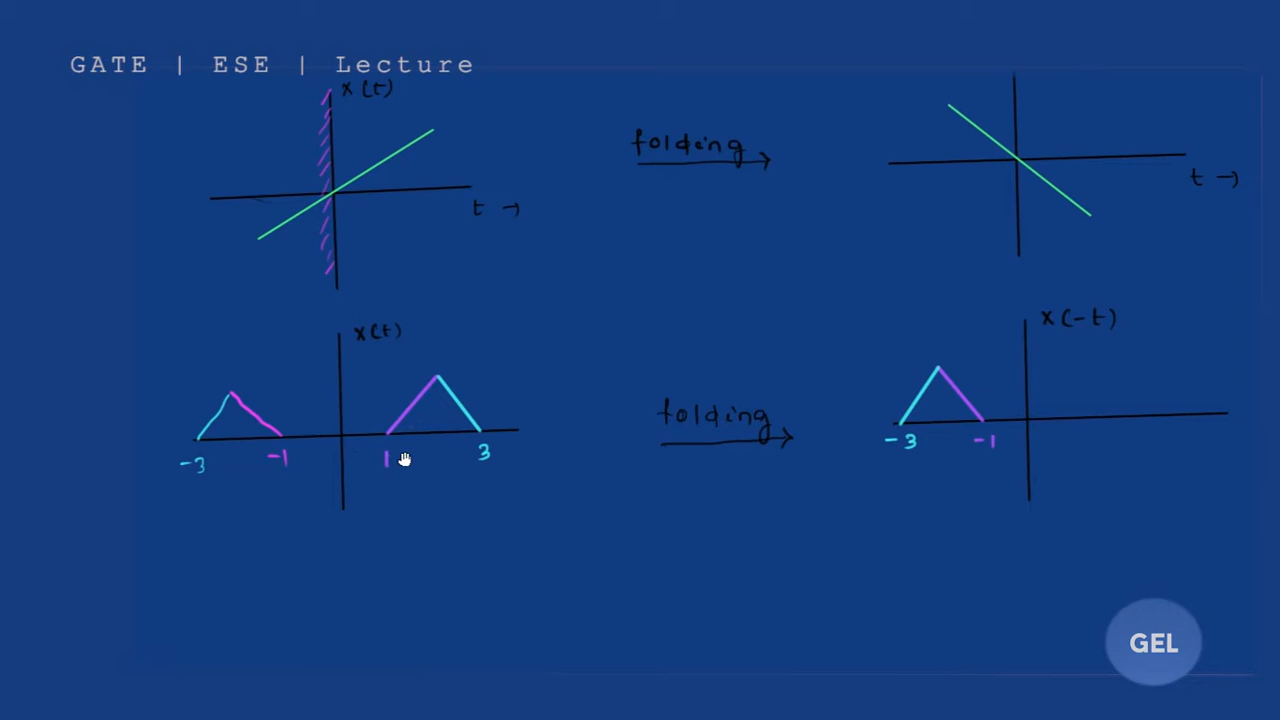 GATE | ESE | Lecture
x(t)
folding
t →
t →
x(t)
x(-t)
folding
-3
-1
1
3
-3
-1
GEL